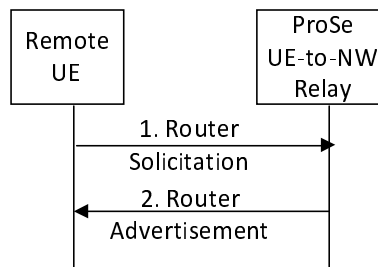 Remote
UE
ProSe
UE-to-NW
Relay
1. Router
Solicitation
2. Router
Advertisement